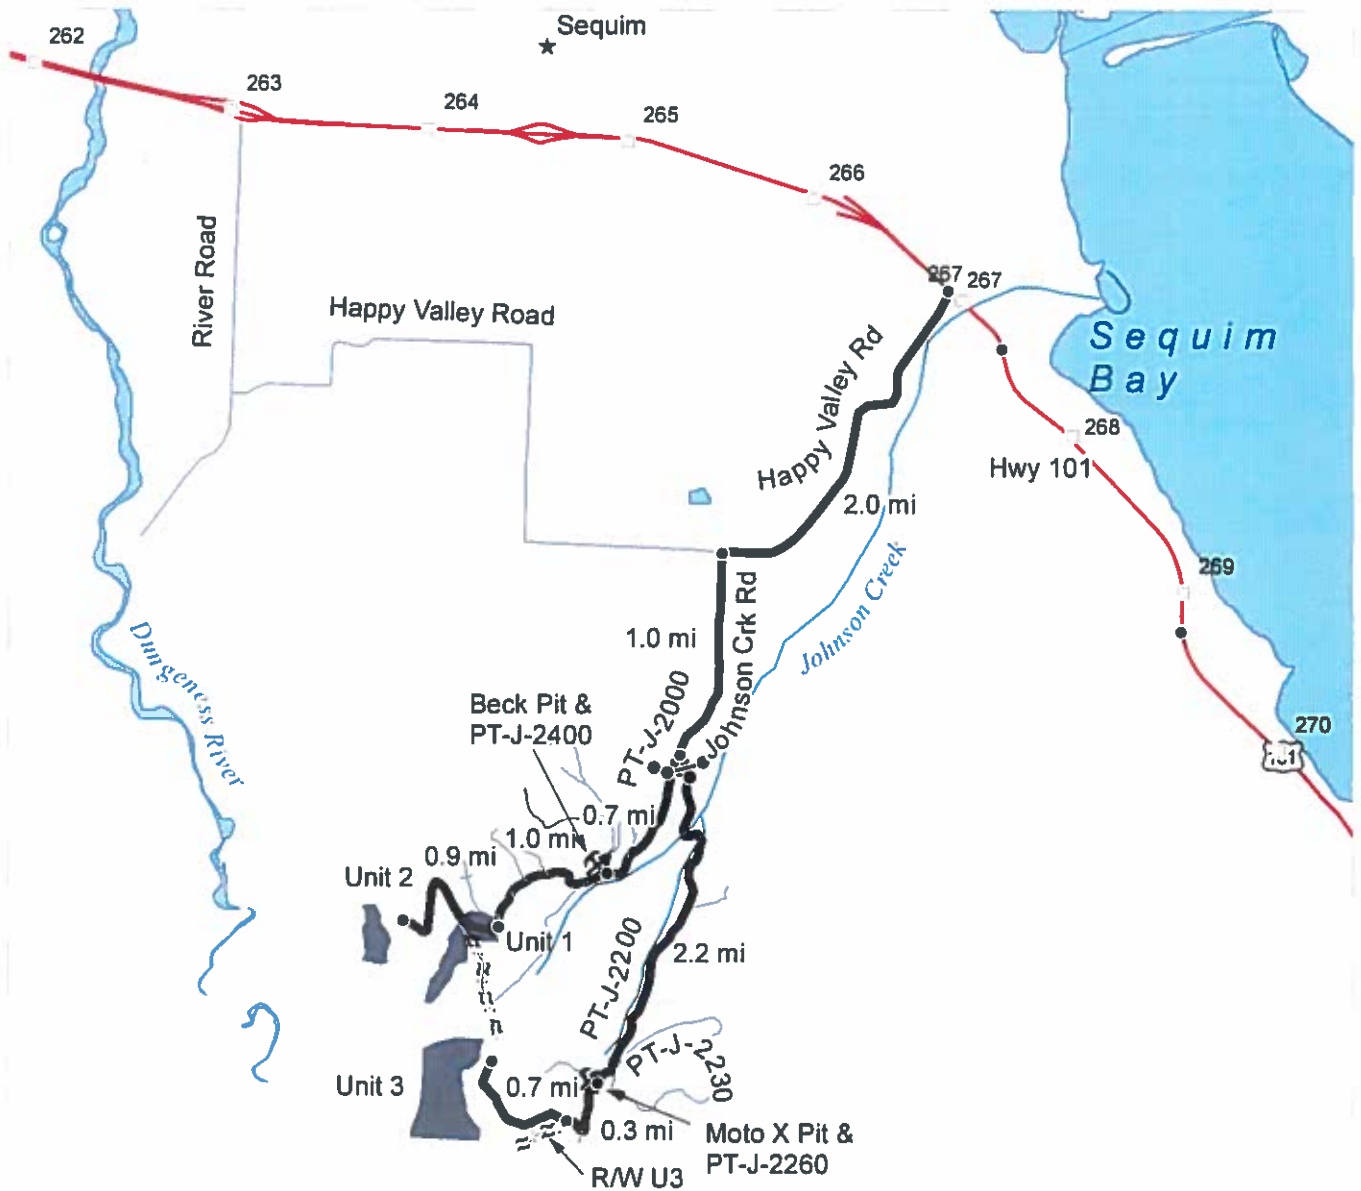 Sequim
262
263
264
265
266
267
267
River Road
Happy Valley Road
Happy Valley Rd
Sequim
Bay
268
Hwy 101
2.0 mi
269
Johnson Creek
1.0 mi
Johnson Crk Rd
Dungeness River
PT-J-2000
Beck Pit &
PT-J-2400
270
101
0.7 mi
1.0 mi
0.9 mi
Unit 2
Unit 1
PT-J-2200
2.2 mi
PT-J-2230
Unit 3
0.7 mi
0.3 mi
Moto X Pit &
PT-J-2260
R/W U3